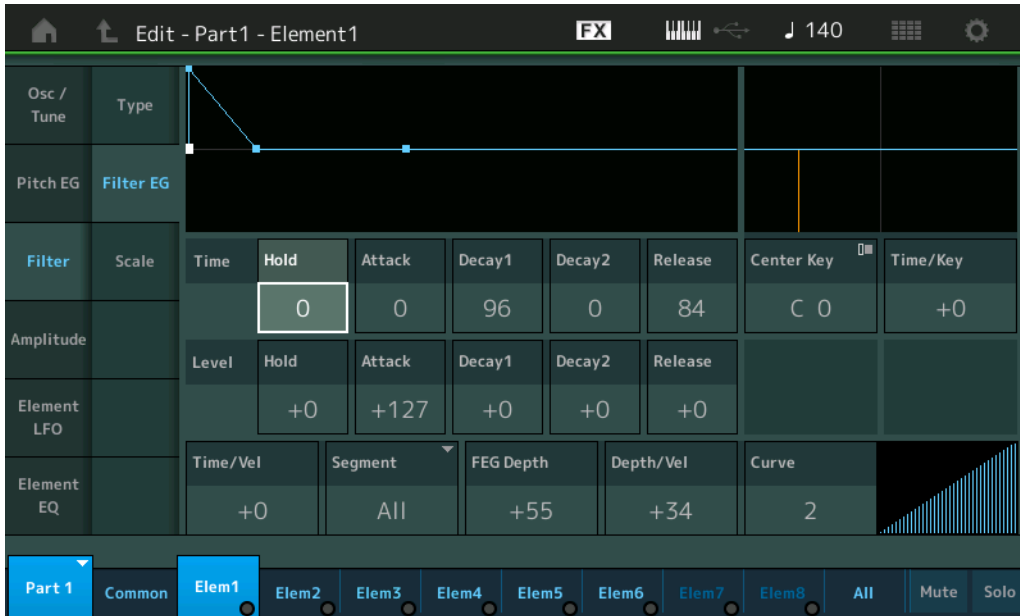 Edit - Part1 - Element1 FX ♩ 140
Osc / Tune
Type
Pitch EG
Filter EG
Filter
Scale
Amplitude
Element LFO
Element EQ
Time Hold Attack Decay1 Decay2 Release Center Key Time/Key
0 0 96 0 84 C 0 +0
Level Hold Attack Decay1 Decay2 Release
+0 +127 +0 +0 +0
Time/Vel Segment FEG Depth Depth/Vel Curve
+0 All +55 +34 2
Part 1 Common Elem1 Elem2 Elem3 Elem4 Elem5 Elem6 Elem7 Elem8 All Mute Solo